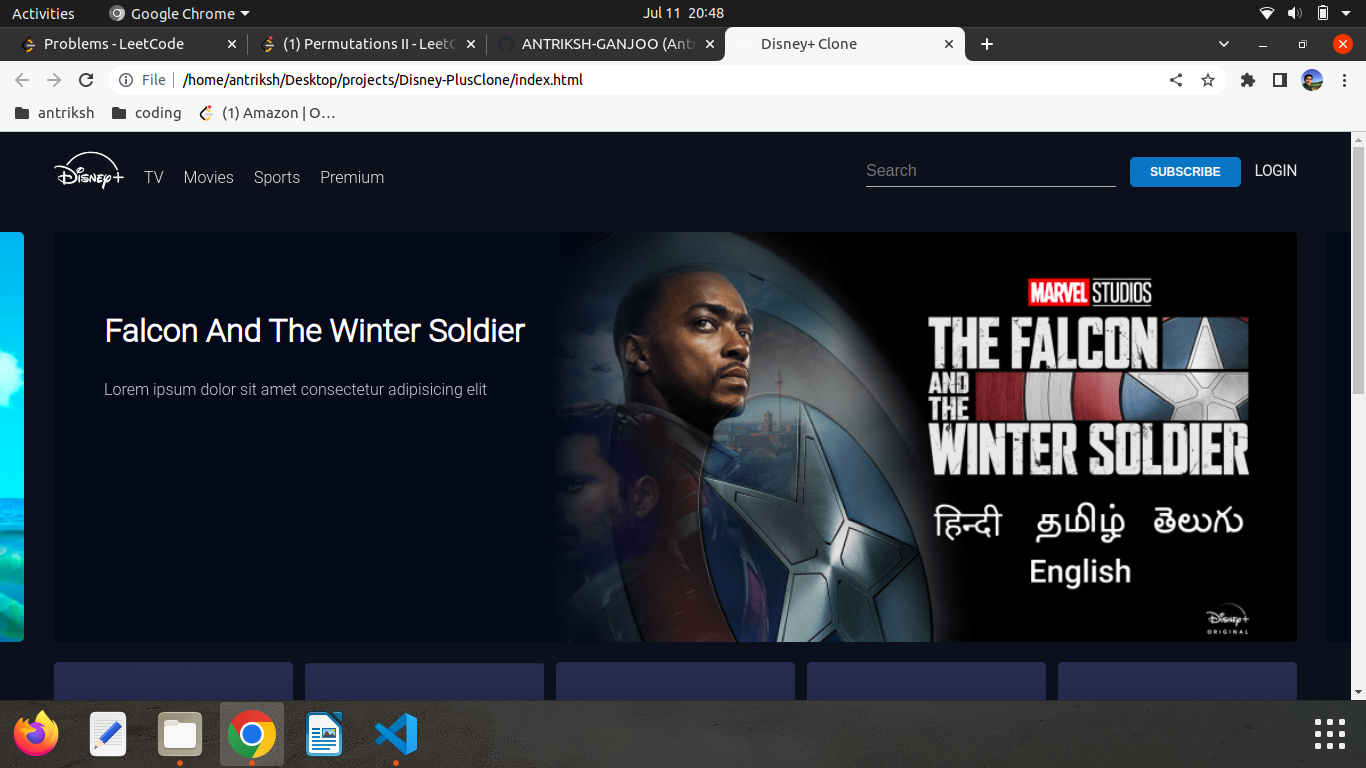 Activities Google Chrome Jul 11 20:48
Problems - LeetCode (1) Permutations II - LeetC ANTRIKSH-GANJOO (Ant Disney+ Clone
File /home/antriksh/Desktop/projects/Disney-PlusClone/index.html
antriksh coding (1) Amazon | O…
Disney+ TV Movies Sports Premium Search SUBSCRIBE LOGIN
Falcon And The Winter Soldier
Lorem ipsum dolor sit amet consectetur adipisicing elit
MARVEL STUDIOS
THE FALCON
AND
THE
WINTER SOLDIER
हिन्दी தமிழ் తెలుగు
English
Disney+
ORIGINAL